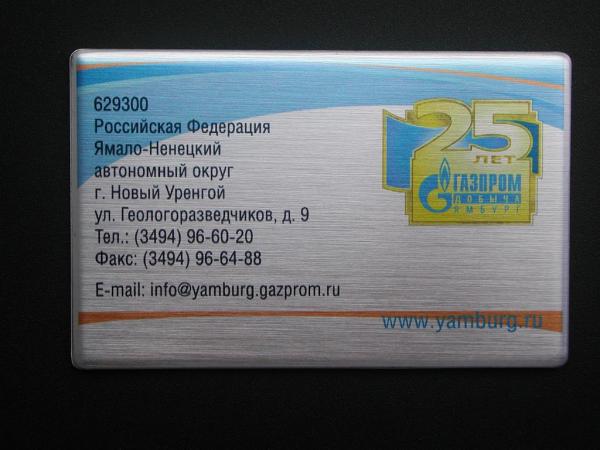 629300
Российская Федерация
Ямало-Ненецкий
автономный округ
г. Новый Уренгой
ул. Геологоразведчиков, д. 9
Тел.: (3494) 96-60-20
Факс: (3494) 96-64-88
E-mail: info@yamburg.gazprom.ru
25
ЛЕТ
ГАЗПРОМ
ДОБЫЧА
ЯМБУРГ
www.yamburg.ru